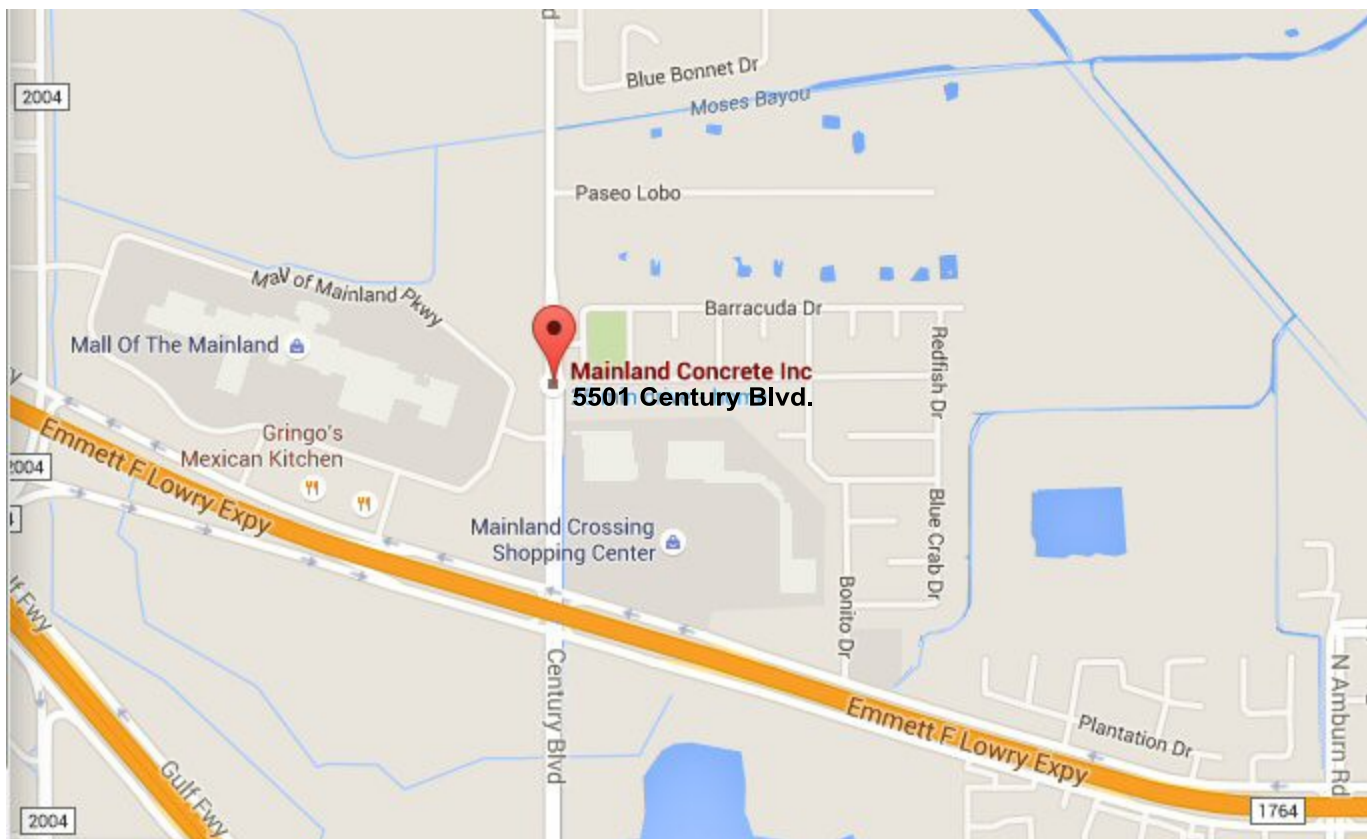 d
2004
Blue Bonnet Dr
Moses Bayou
Paseo Lobo
Mall of Mainland Pkwy
Barracuda Dr
Mall Of The Mainland
Redfish Dr
Mainland Concrete Inc
5501 Century Blvd.
y
Gringo's
Mexican Kitchen
Emmett F Lowry Expy
2004
Mainland Crossing
Shopping Center
Blue Crab Dr
Bonito Dr
lf Fwy
Century Blvd
N Amburn Rd
Emmett F Lowry Expy
Plantation Dr
Gulf Fwy
2004
1764